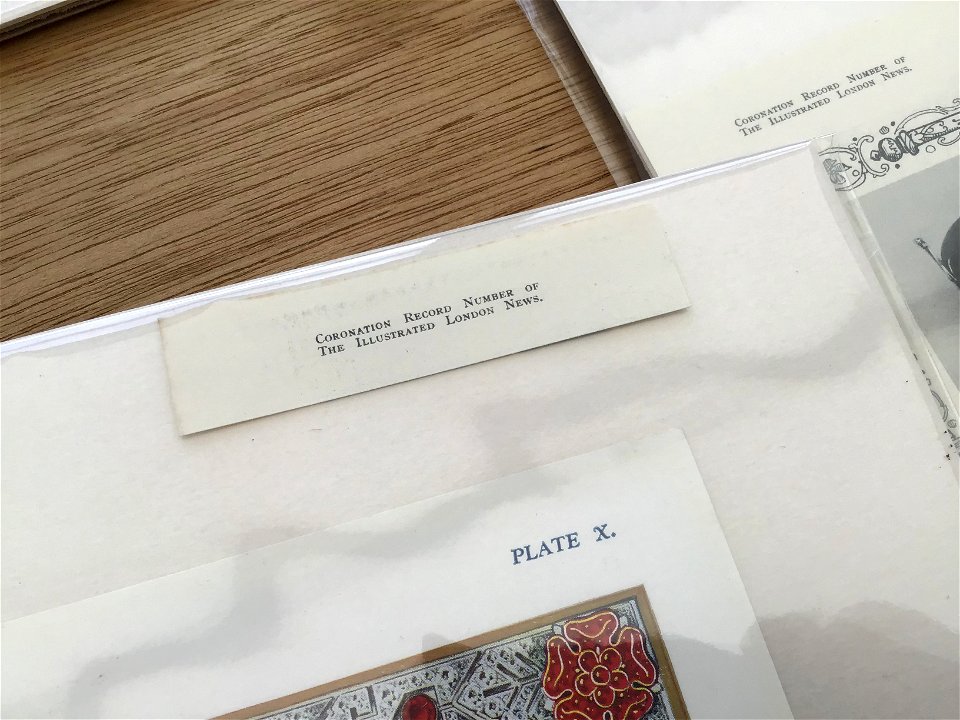 Coronation Record Number of
The Illustrated London News.
Coronation Record Number of
The Illustrated London News.
PLATE X.